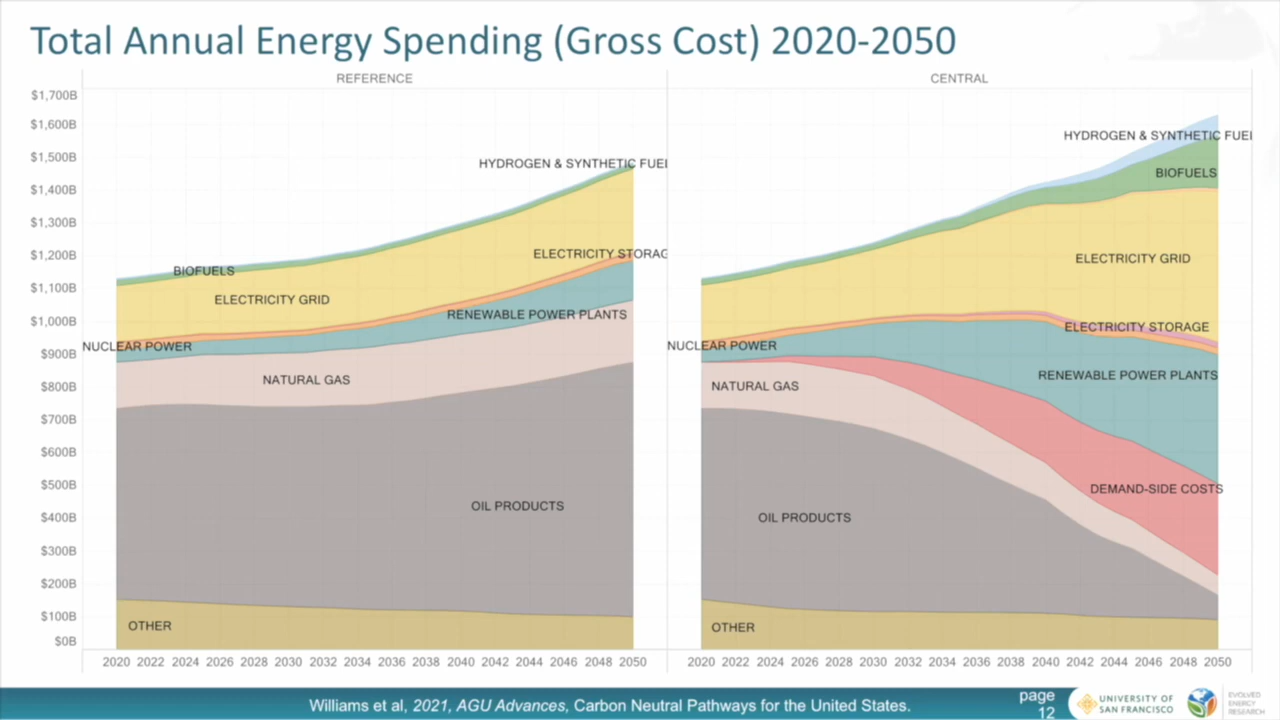 Total Annual Energy Spending (Gross Cost) 2020-2050
REFERENCE
CENTRAL
$1,700B
$1,600B
$1,500B
$1,400B
$1,300B
$1,200B
$1,100B
$1,000B
$900B
$800B
$700B
$600B
$500B
$400B
$300B
$200B
$100B
$0B
HYDROGEN & SYNTHETIC FUEL
ELECTRICITY STORAG
BIOFUELS
ELECTRICITY GRID
RENEWABLE POWER PLANTS
NUCLEAR POWER
NATURAL GAS
OIL PRODUCTS
OTHER
2020 2022 2024 2026 2028 2030 2032 2034 2036 2038 2040 2042 2044 2046 2048 2050
HYDROGEN & SYNTHETIC FUEL
BIOFUELS
ELECTRICITY GRID
ELECTRICITY STORAGE
NUCLEAR POWER
RENEWABLE POWER PLANTS
NATURAL GAS
DEMAND-SIDE COSTS
OIL PRODUCTS
OTHER
2020 2022 2024 2026 2028 2030 2032 2034 2036 2038 2040 2042 2044 2046 2048 2050
Williams et al, 2021, AGU Advances, Carbon Neutral Pathways for the United States.
page
12
UNIVERSITY OF
SAN FRANCISCO
EVOLVED
ENERGY
RESEARCH